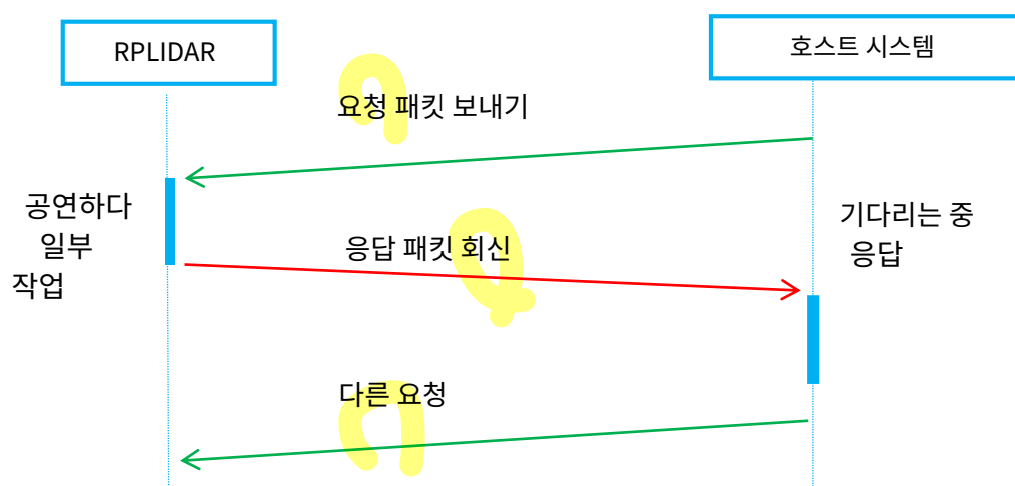 RPLIDAR
호스트 시스템
요청 패킷 보내기
공연하다
일부
작업
기다리는 중
응답
응답 패킷 회신
다른 요청